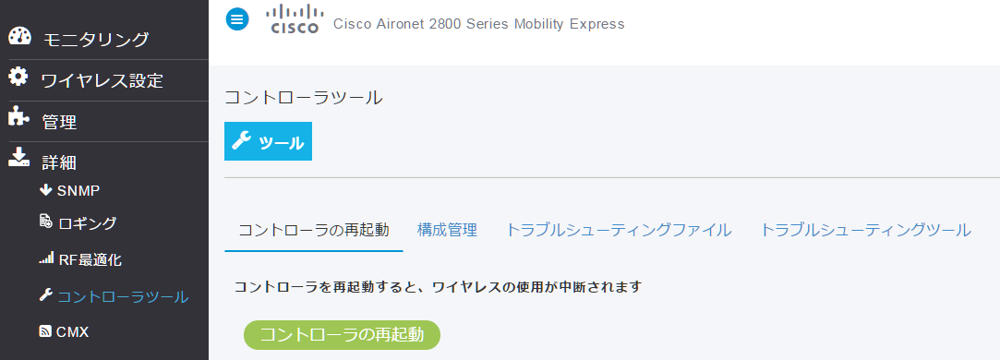 モニタリング
ワイヤレス設定
管理
詳細
SNMP
ロギング
RF最適化
コントローラツール
CMX
CISCO Cisco Aironet 2800 Series Mobility Express
コントローラツール
ツール
コントローラの再起動 構成管理 トラブルシューティングファイル トラブルシューティングツール
コントローラを再起動すると、ワイヤレスの使用が中断されます
コントローラの再起動